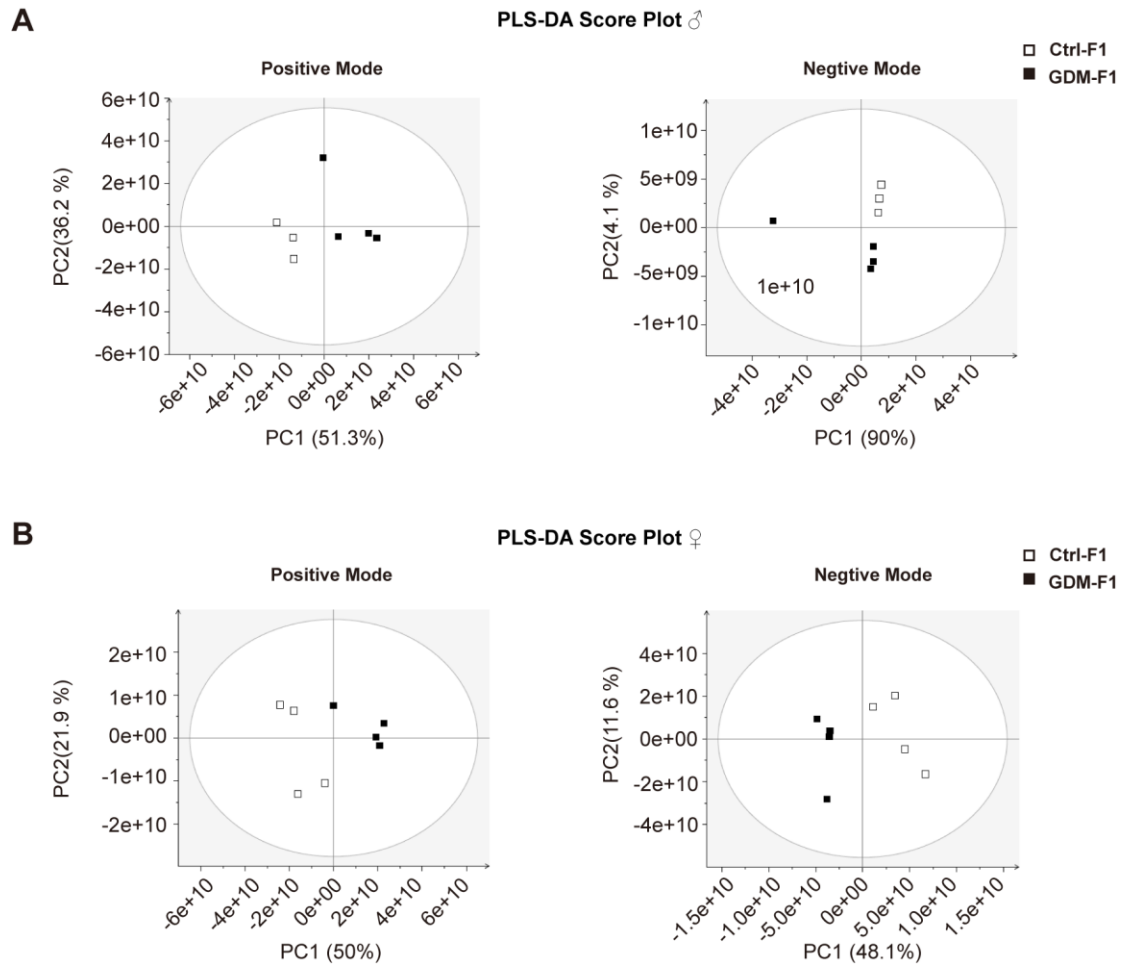 A
PLS-DA Score Plot ♂
□ Ctrl-F1
■ GDM-F1
Positive Mode
6e+10
4e+10
2e+10
0e+00
-2e+10
-4e+10
-6e+10
PC2(36.2 %)
-6e+10
-4e+10
-2e+10
0e+00
2e+10
4e+10
6e+10
PC1 (51.3%)
Negtive Mode
1e+10
5e+09
0e+00
-5e+09
-1e+10
PC2(4.1 %)
1e+10
-4e+10
-2e+10
0e+00
2e+10
4e+10
PC1 (90%)
B
PLS-DA Score Plot ♀
□ Ctrl-F1
■ GDM-F1
Positive Mode
2e+10
1e+10
0e+00
-1e+10
-2e+10
PC2(21.9 %)
-6e+10
-4e+10
-2e+10
0e+00
2e+10
4e+10
6e+10
PC1 (50%)
Negtive Mode
4e+10
2e+10
0e+00
-2e+10
-4e+10
PC2(11.6 %)
-1.5e+10
-1.0e+10
-5.0e+10
0e+00
5.0e+10
1.0e+10
1.5e+10
PC1 (48.1%)